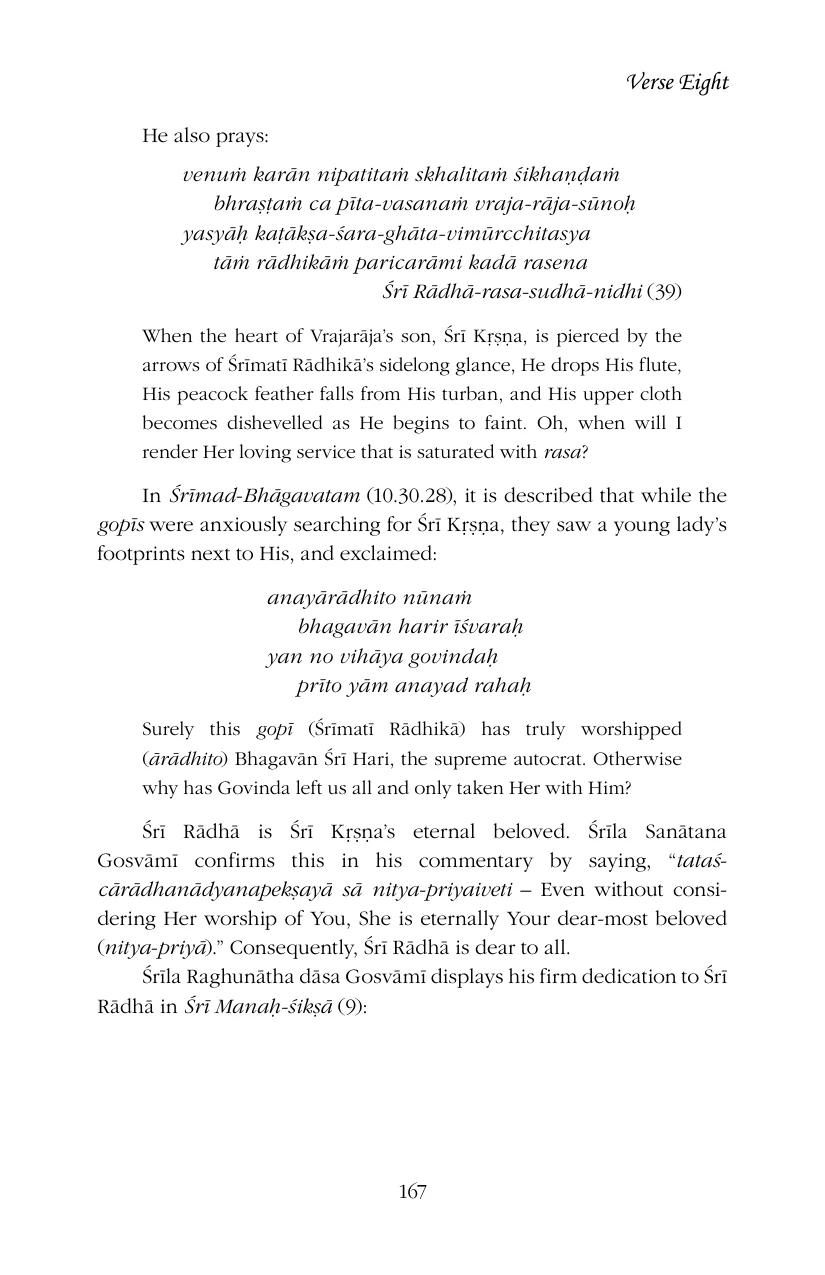 Verse Eight
He also prays:
venuṁ karān nipatitaṁ skhalitaṁ śikhaṇḍaṁ
bhraṣṭaṁ ca pīta-vasanaṁ vraja-rāja-sūnoḥ
yasyāḥ kaṭākṣa-śara-ghāta-vimūrcchitasya
tāṁ rādhikāṁ paricarāmi kadā rasena
Śrī Rādhā-rasa-sudhā-nidhi (39)
When the heart of Vrajarāja’s son, Śrī Kṛṣṇa, is pierced by the
arrows of Śrīmatī Rādhikā’s sidelong glance, He drops His flute,
His peacock feather falls from His turban, and His upper cloth
becomes dishevelled as He begins to faint. Oh, when will I
render Her loving service that is saturated with rasa?
In Śrīmad-Bhāgavatam (10.30.28), it is described that while the
gopīs were anxiously searching for Śrī Kṛṣṇa, they saw a young lady’s
footprints next to His, and exclaimed:
anayārādhito nūnaṁ
bhagavān harir īśvaraḥ
yan no vihāya govindaḥ
prīto yām anayad rahaḥ
Surely this gopī (Śrīmatī Rādhikā) has truly worshipped
(ārādhito) Bhagavān Śrī Hari, the supreme autocrat. Otherwise
why has Govinda left us all and only taken Her with Him?
Śrī Rādhā is Śrī Kṛṣṇa’s eternal beloved. Śrīla Sanātana
Gosvāmī confirms this in his commentary by saying, “tataś-
cārādhanādyanapekṣayā sā nitya-priyaiveti – Even without consi-
dering Her worship of You, She is eternally Your dear-most beloved
(nitya-priyā).” Consequently, Śrī Rādhā is dear to all.
Śrīla Raghunātha dāsa Gosvāmī displays his firm dedication to Śrī
Rādhā in Śrī Manaḥ-śikṣā (9):
167